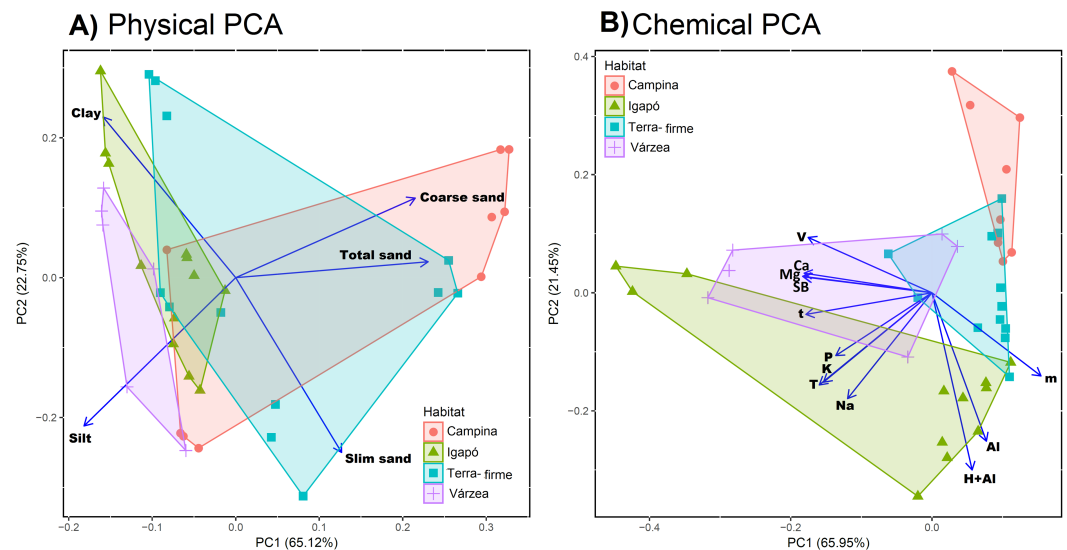 A) Physical PCA
Clay
Coarse sand
Total sand
Silt
Slim sand
Habitat
Campina
Igapó
Terra- firme
Várzea
0.2
0.0
−0.2
−0.2
−0.1
0.0
0.1
0.2
0.3
PC2 (22.75%)
PC1 (65.12%)
B) Chemical PCA
Habitat
Campina
Igapó
Terra- firme
Várzea
V
Ca
Mg
SB
t
P
K
T
Na
m
Al
H+Al
0.4
0.2
0.0
−0.2
−0.4
−0.2
0.0
PC2 (21.45%)
PC1 (65.95%)